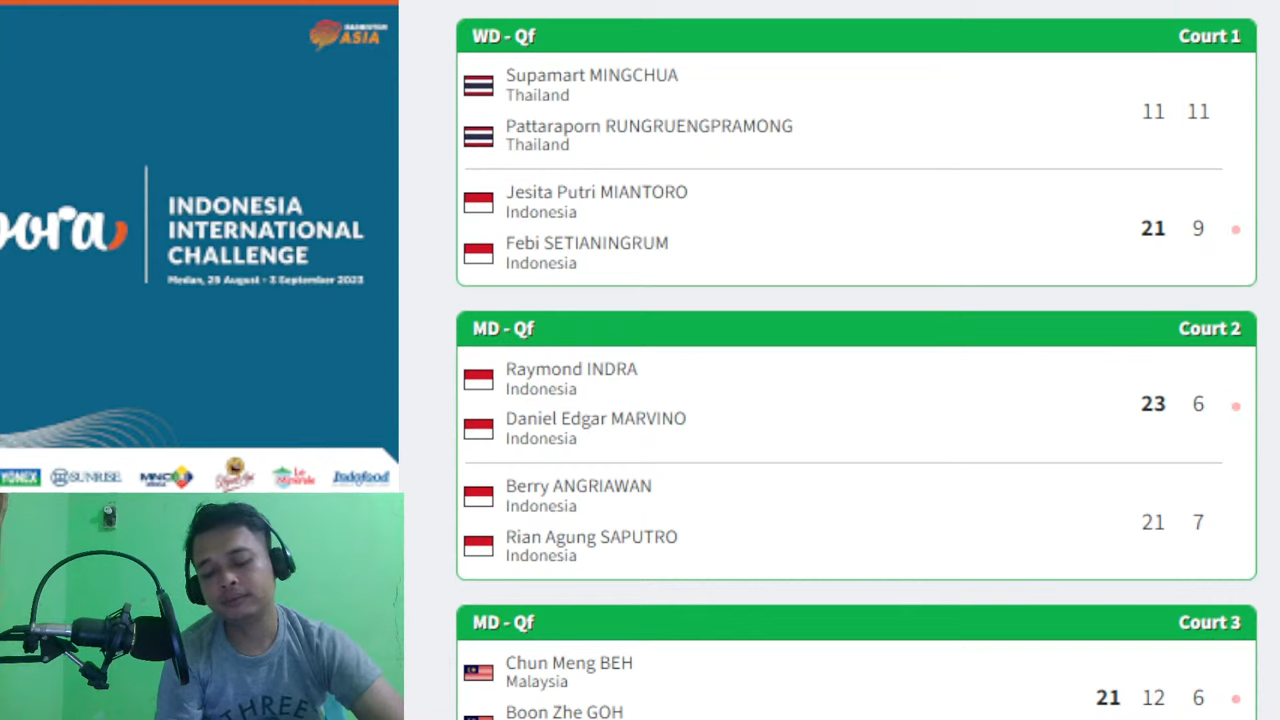 BADMINTON
ASIA
INDONESIA
INTERNATIONAL
CHALLENGE
Medan, 29 August - 3 September 2023
YONEX
SUNRISE
MNC
Le Minerale
Indofood
THREE
WD - Qf Court 1
Supamart MINGCHUA
Thailand
11 11
Pattaraporn RUNGRUENGPRAMONG
Thailand
Jesita Putri MIANTORO
Indonesia
21 9
Febi SETIANINGRUM
Indonesia
MD - Qf Court 2
Raymond INDRA
Indonesia
23 6
Daniel Edgar MARVINO
Indonesia
Berry ANGRIAWAN
Indonesia
21 7
Rian Agung SAPUTRO
Indonesia
MD - Qf Court 3
Chun Meng BEH
Malaysia
21 12 6
Boon Zhe GOH